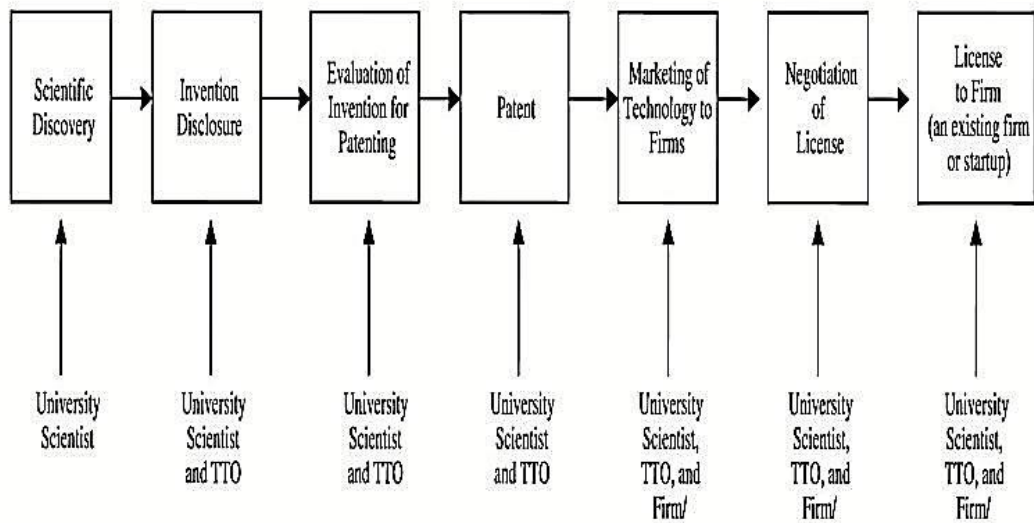 Scientific
Discovery
Invention
Disclosure
Evaluation of
Invention for
Patenting
Patent
Marketing of
Technology to
Firms
Negotiation
of
License
License
to Firm
(an existing firm
or startup)
University
Scientist
University
Scientist
and TTO
University
Scientist
and TTO
University
Scientist
and TTO
University
Scientist,
TTO, and
Firm/
University
Scientist,
TTO, and
Firm/
University
Scientist,
TTO, and
Firm/